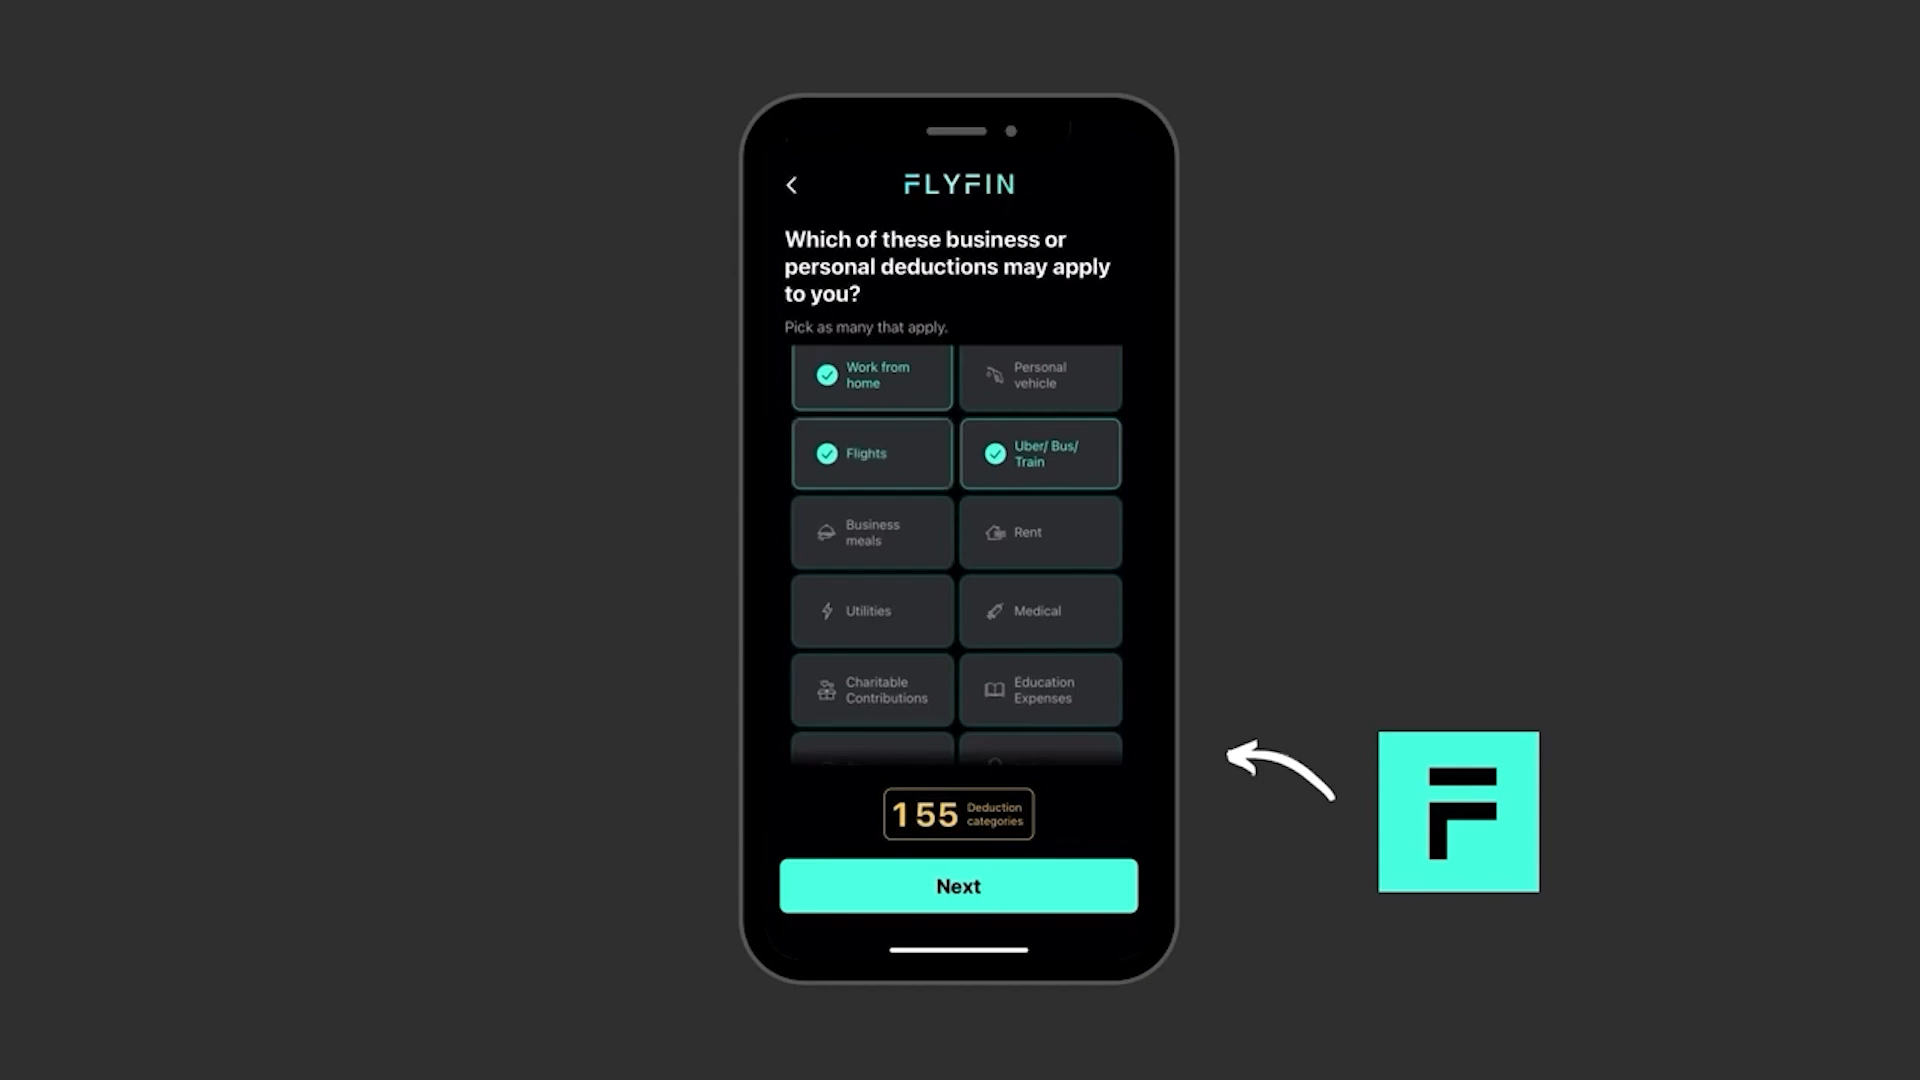 FLYFIN
Which of these business or
personal deductions may apply
to you?
Pick as many that apply.
Work from
home
Personal
vehicle
Flights
Uber/ Bus/
Train
Business
meals
Rent
Utilities
Medical
Charitable
Contributions
Education
Expenses
155
Deduction
categories
Next
F